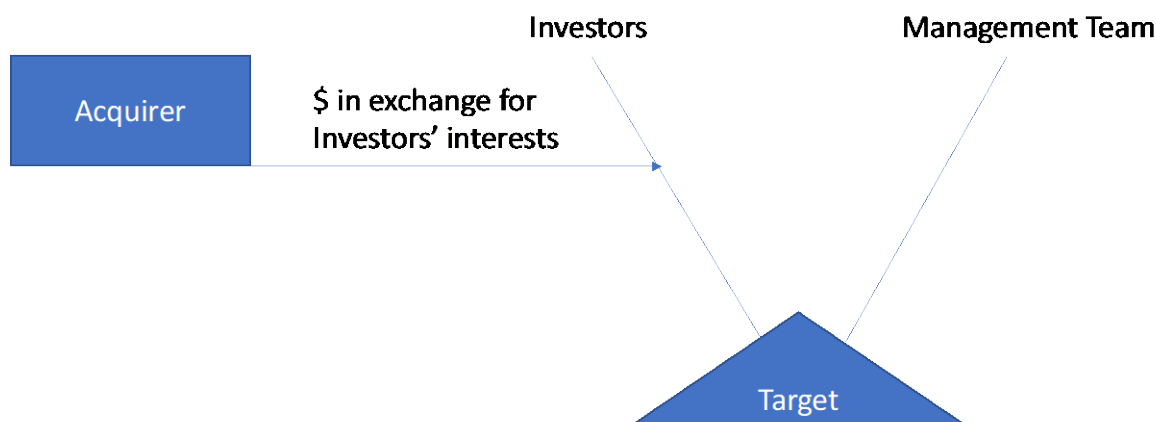 Investors
Management Team
Acquirer
$ in exchange for
Investors' interests
Target